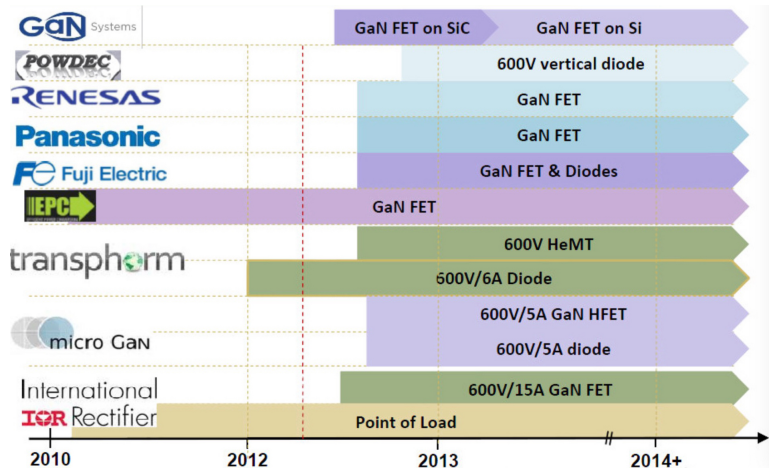 GaN Systems
GaN FET on SiC
GaN FET on Si
POWDEC
600V vertical diode
RENESAS
GaN FET
Panasonic
GaN FET
Fe Fuji Electric
GaN FET & Diodes
EPC
GaN FET
transphorm
600V HeMT
600V/6A Diode
micro GaN
600V/5A GaN HFET
600V/5A diode
International
IOR Rectifier
600V/15A GaN FET
Point of Load
2010
2012
2013
//
2014+